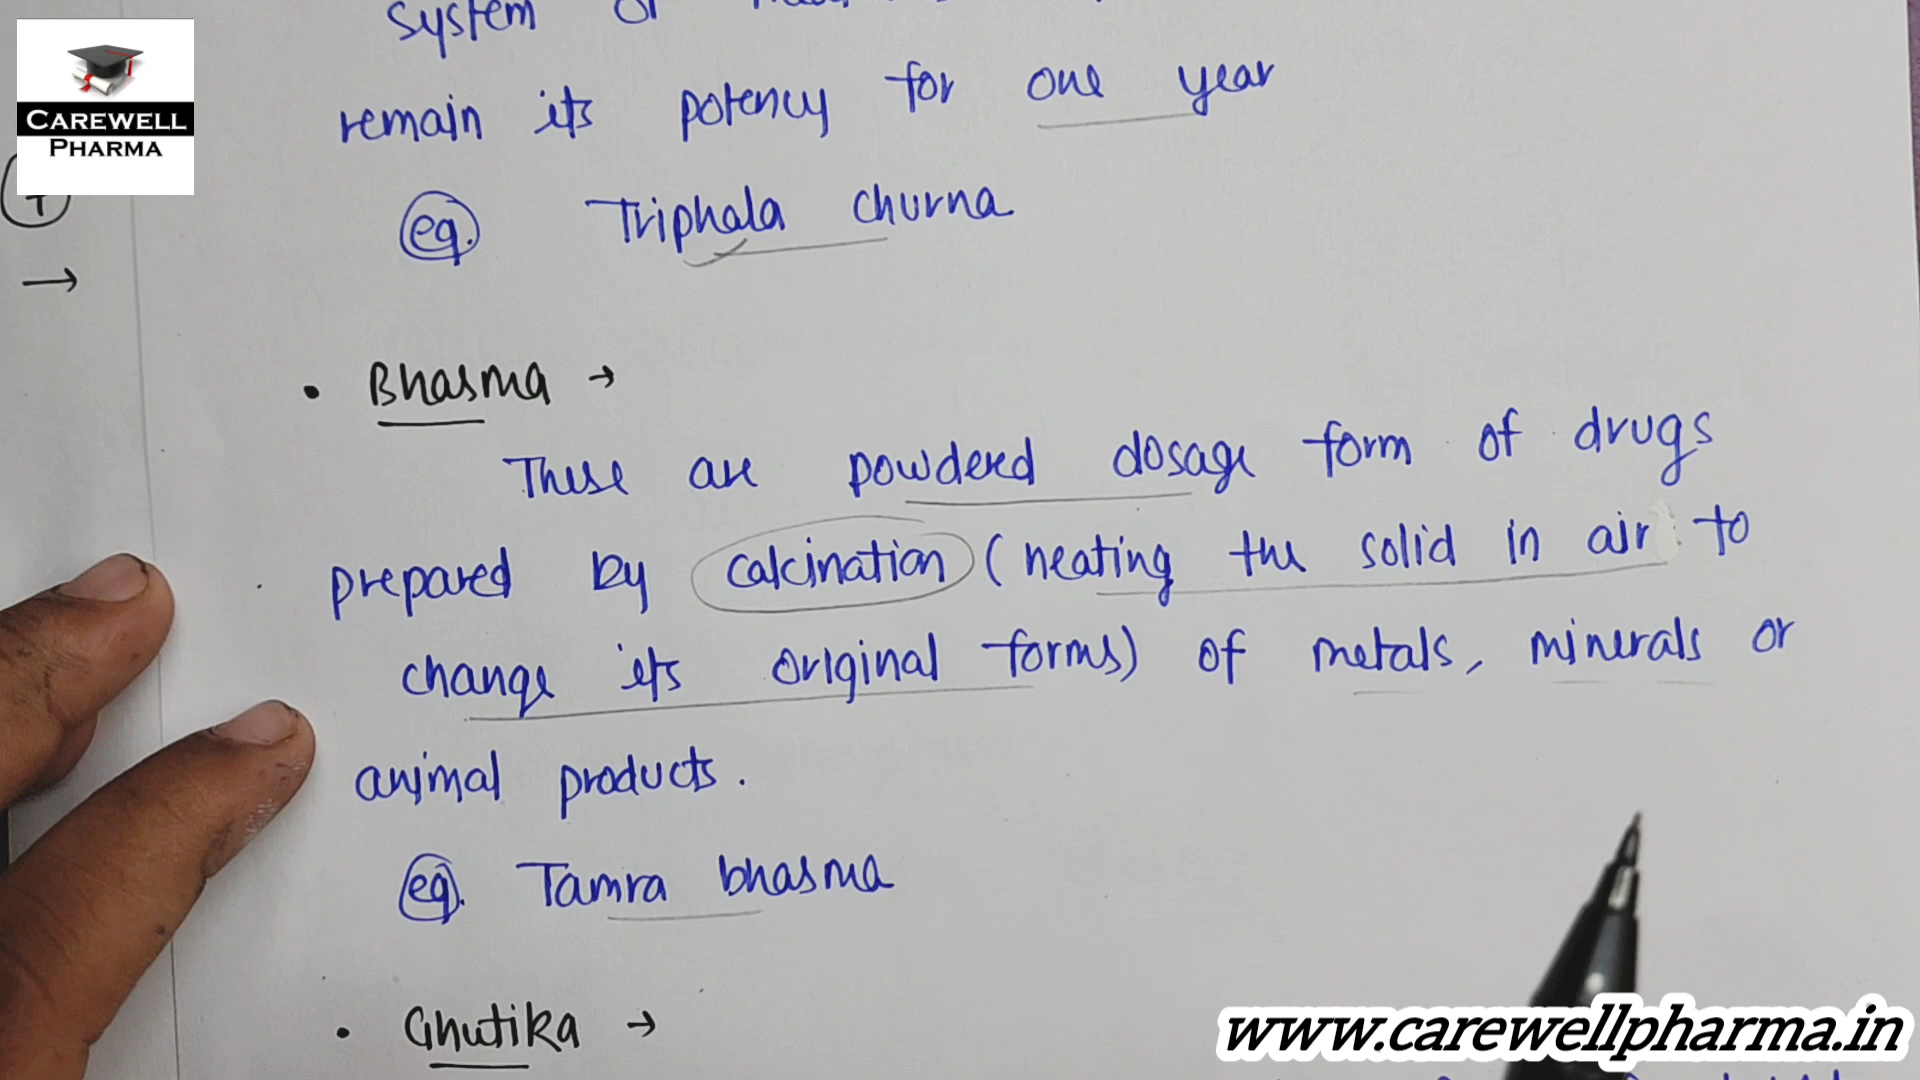 CAREWELL
PHARMA
system of
remain its potency for one year
eg. Triphala churna
→
• Bhasma →
These are powdered dosage form of drugs
prepared by calcination (heating the solid in air to
change its original forms) of metals, minerals or
animal products.
eg. Tamra bhasma
• Ghutika →
www.carewellpharma.in